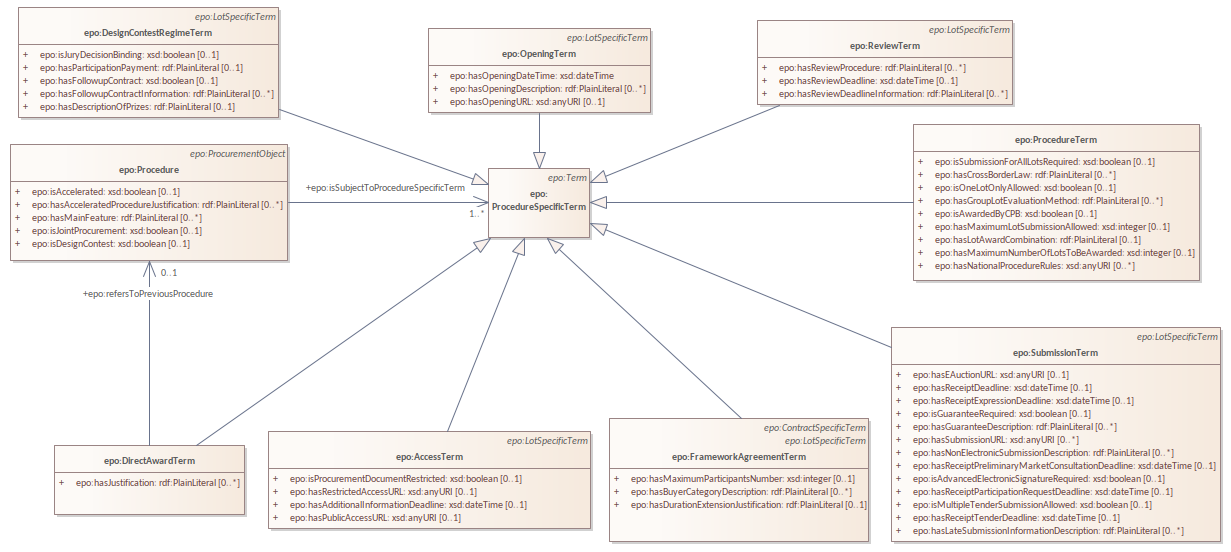 epo:LotSpecificTerm
epo:DesignContestRegimeTerm
+ epo:isJuryDecisionBinding: xsd:boolean [0..1]
+ epo:hasParticipationPayment: rdf:PlainLiteral [0..1]
+ epo:hasFollowupContract: xsd:boolean [0..1]
+ epo:hasFollowupContractInformation: rdf:PlainLiteral [0..*]
+ epo:hasDescriptionOfPrizes: rdf:PlainLiteral [0..1]
epo:LotSpecificTerm
epo:OpeningTerm
+ epo:hasOpeningDateTime: xsd:dateTime
+ epo:hasOpeningDescription: rdf:PlainLiteral [0..*]
+ epo:hasOpeningURL: xsd:anyURI [0..1]
epo:LotSpecificTerm
epo:ReviewTerm
+ epo:hasReviewProcedure: rdf:PlainLiteral [0..*]
+ epo:hasReviewDeadline: xsd:dateTime [0..1]
+ epo:hasReviewDeadlineInformation: rdf:PlainLiteral [0..*]
epo:ProcurementObject
epo:Procedure
+ epo:isAccelerated: xsd:boolean [0..1]
+ epo:hasAcceleratedProcedureJustification: rdf:PlainLiteral [0..*]
+ epo:hasMainFeature: rdf:PlainLiteral [0..*]
+ epo:isJointProcurement: xsd:boolean [0..1]
+ epo:isDesignContest: xsd:boolean [0..1]
+epo:isSubjectToProcedureSpecificTerm
1..*
epo:Term
epo:
ProcedureSpecificTerm
epo:ProcedureTerm
+ epo:isSubmissionForAllLotsRequired: xsd:boolean [0..1]
+ epo:hasCrossBorderLaw: rdf:PlainLiteral [0..*]
+ epo:isOneLotOnlyAllowed: xsd:boolean [0..1]
+ epo:hasGroupLotEvaluationMethod: rdf:PlainLiteral [0..*]
+ epo:isAwardedByCPB: xsd:boolean [0..1]
+ epo:hasMaximumLotSubmissionAllowed: xsd:integer [0..1]
+ epo:hasLotAwardCombination: rdf:PlainLiteral [0..1]
+ epo:hasMaximumNumberOfLotsToBeAwarded: xsd:integer [0..1]
+ epo:hasNationalProcedureRules: xsd:anyURI [0..*]
0..1
+epo:refersToPreviousProcedure
epo:DirectAwardTerm
+ epo:hasJustification: rdf:PlainLiteral [0..*]
epo:LotSpecificTerm
epo:AccessTerm
+ epo:isProcurementDocumentRestricted: xsd:boolean [0..1]
+ epo:hasRestrictedAccessURL: xsd:anyURI [0..1]
+ epo:hasAdditionalInformationDeadline: xsd:dateTime [0..1]
+ epo:hasPublicAccessURL: xsd:anyURI [0..1]
epo:ContractSpecificTerm
epo:LotSpecificTerm
epo:FrameworkAgreementTerm
+ epo:hasMaximumParticipantsNumber: xsd:integer [0..1]
+ epo:hasBuyerCategoryDescription: rdf:PlainLiteral [0..*]
+ epo:hasDurationExtensionJustification: rdf:PlainLiteral [0..1]
epo:LotSpecificTerm
epo:SubmissionTerm
+ epo:hasEAuctionURL: xsd:anyURI [0..1]
+ epo:hasReceiptDeadline: xsd:dateTime [0..1]
+ epo:hasReceiptExpressionDeadline: xsd:dateTime [0..1]
+ epo:isGuaranteeRequired: xsd:boolean [0..1]
+ epo:hasGuaranteeDescription: rdf:PlainLiteral [0..*]
+ epo:hasSubmissionURL: xsd:anyURI [0..*]
+ epo:hasNonElectronicSubmissionDescription: rdf:PlainLiteral [0..*]
+ epo:hasReceiptPreliminaryMarketConsultationDeadline: xsd:dateTime [0..1]
+ epo:isAdvancedElectronicSignatureRequired: xsd:boolean [0..1]
+ epo:hasReceiptParticipationRequestDeadline: xsd:dateTime [0..1]
+ epo:isMultipleTenderSubmissionAllowed: xsd:boolean [0..1]
+ epo:hasReceiptTenderDeadline: xsd:dateTime [0..1]
+ epo:hasLateSubmissionInformationDescription: rdf:PlainLiteral [0..*]